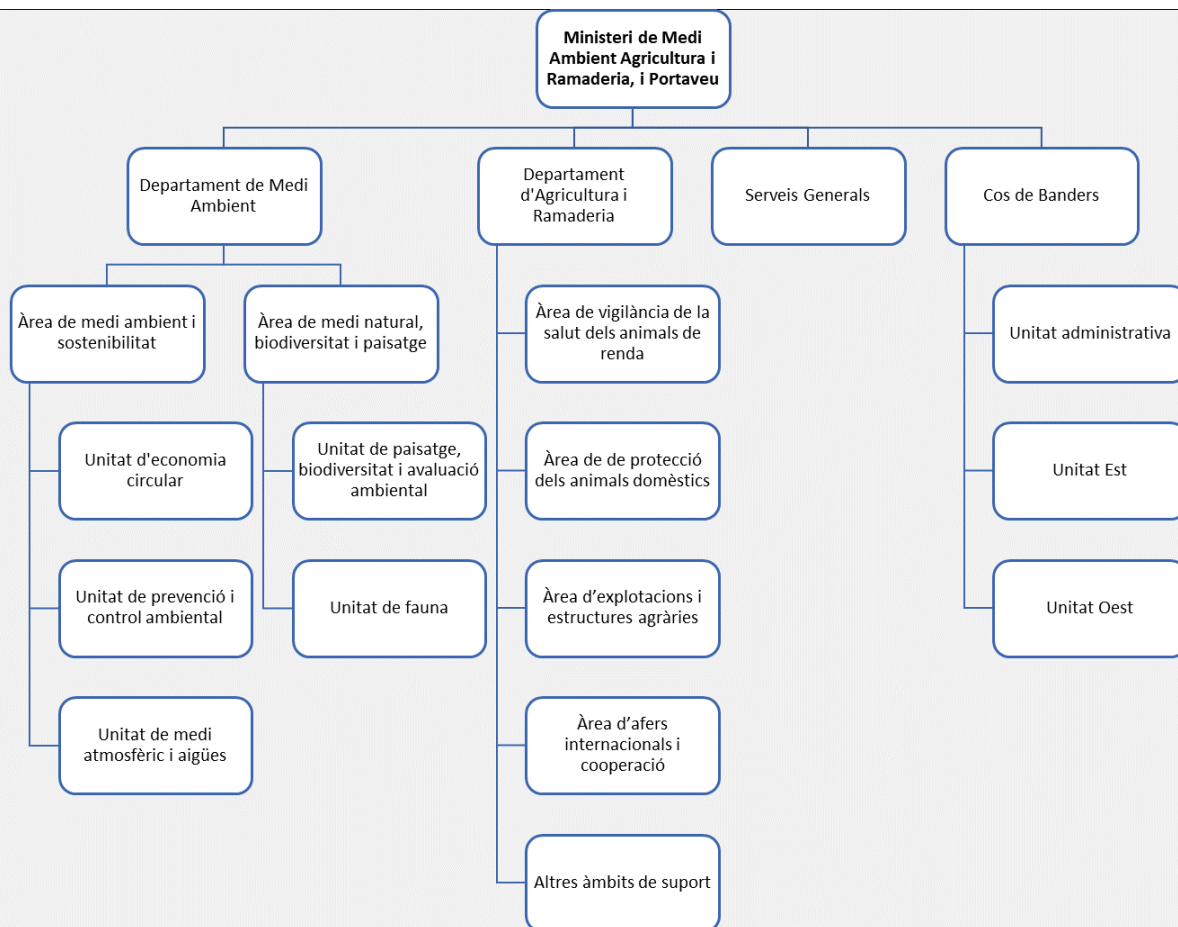 Ministeri de Medi
Ambient Agricultura i
Ramaderia, i Portaveu
Departament de Medi
Ambient
Departament
d'Agricultura i
Ramaderia
Serveis Generals
Cos de Banders
Àrea de medi ambient i
sostenibilitat
Àrea de medi natural,
biodiversitat i paisatge
Àrea de vigilància de la
salut dels animals de
renda
Unitat administrativa
Unitat d'economia
circular
Unitat de paisatge,
biodiversitat i avaluació
ambiental
Àrea de de protecció
dels animals domèstics
Unitat Est
Unitat de prevenció i
control ambiental
Unitat de fauna
Àrea d’explotacions i
estructures agràries
Unitat Oest
Unitat de medi
atmosfèric i aigües
Àrea d’afers
internacionals i
cooperació
Altres àmbits de suport